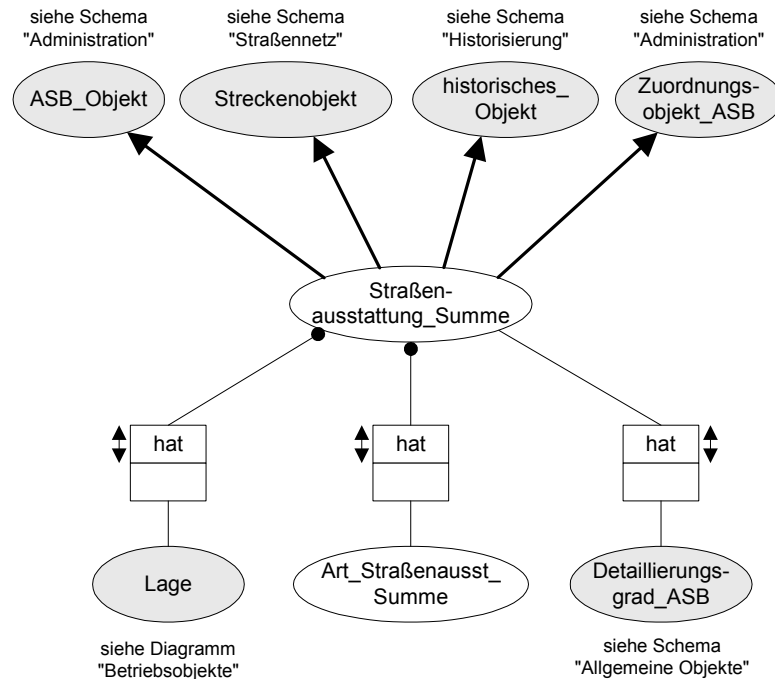 siehe Schema
"Administration"
siehe Schema
"Straßennetz"
siehe Schema
"Historisierung"
siehe Schema
"Administration"
ASB_Objekt
Streckenobjekt
historisches_
Objekt
Zuordnungs-
objekt_ASB
Straßen-
ausstattung_Summe
hat
hat
hat
Lage
Art_Straßenausst_
Summe
Detaillierungs-
grad_ASB
siehe Diagramm
"Betriebsobjekte"
siehe Schema
"Allgemeine Objekte"